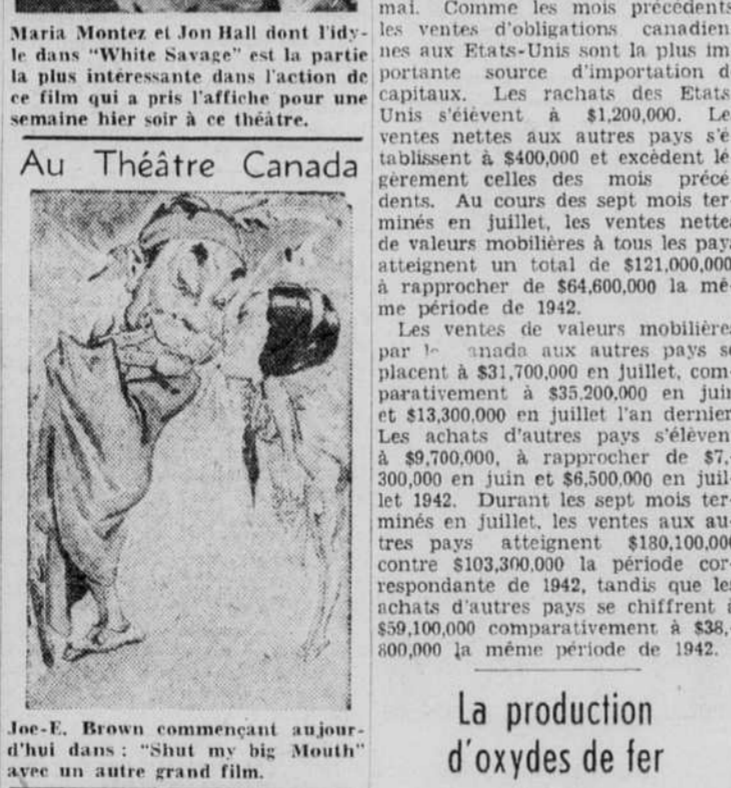 Maria Montez et Jon Hall dont l'idy-
le dans "White Savage" est la partie
la plus intéressante dans l'action de
ce film qui a pris l'affiche pour une
semaine hier soir à ce théâtre.
Au Théâtre Canada
Joe-E. Brown commençant aujour-
d'hui dans : "Shut my big Mouth"
avec un autre grand film.
mai. Comme les mois précédents
les ventes d'obligations canadien
nes aux Etats-Unis sont la plus im
portante source d'importation d
capitaux. Les rachats des Etats
Unis s'élèvent à $1,200,000. Le
ventes nettes aux autres pays s'é
tablissent à $400,000 et excèdent lé
gèrement celles des mois précé
dents. Au cours des sept mois ter
minés en juillet, les ventes nette
de valeurs mobilières à tous les pay
atteignent un total de $121,000,000
à rapprocher de $64,600,000 la mê-
me période de 1942.
Les ventes de valeurs mobilière
par anada aux autres pays se
placent à $31,700,000 en juillet, com-
parativement à $35,200,000 en juin
et $13,300,000 en juillet l'an dernier
Les achats d'autres pays s'élèven
à $9,700,000, à rapprocher de $7,-
300,000 en juin et $6,500,000 en juil
let 1942. Durant les sept mois ter-
minés en juillet, les ventes aux au-
tres pays atteignent $180,100,000
contre $103,300,000 la période cor-
respondante de 1942, tandis que le
achats d'autres pays se chiffrent à
$59,100,000 comparativement à $38,-
800,000 la même période de 1942.
La production
d'oxydes de fer